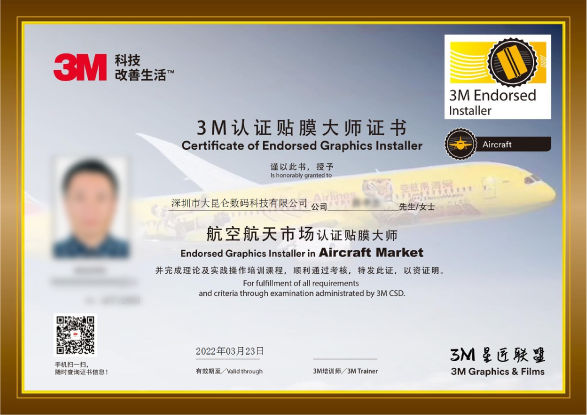 3M 科技
改善生活™
3M Endorsed
Installer
Aircraft
3M认证贴膜大师证书
Certificate of Endorsed Graphics Installer
谨以此书，授予
Is honorably granted to
深圳市大昆仑数码科技有限公司 公司 先生/女士
航空航天市场认证贴膜大师
Endorsed Graphics Installer in Aircraft Market
并完成理论及实践操作培训课程，顺利通过考核，特发此证，以资证明。
For fulfillment of all requirements
and criteria through examination administrated by 3M CSD.
手机扫一扫，
随时查询证书信息！
2022年03月23日
有效期至／Valid through
3M培训师／3M Trainer
3M 星匠联盟
3M Graphics & Films